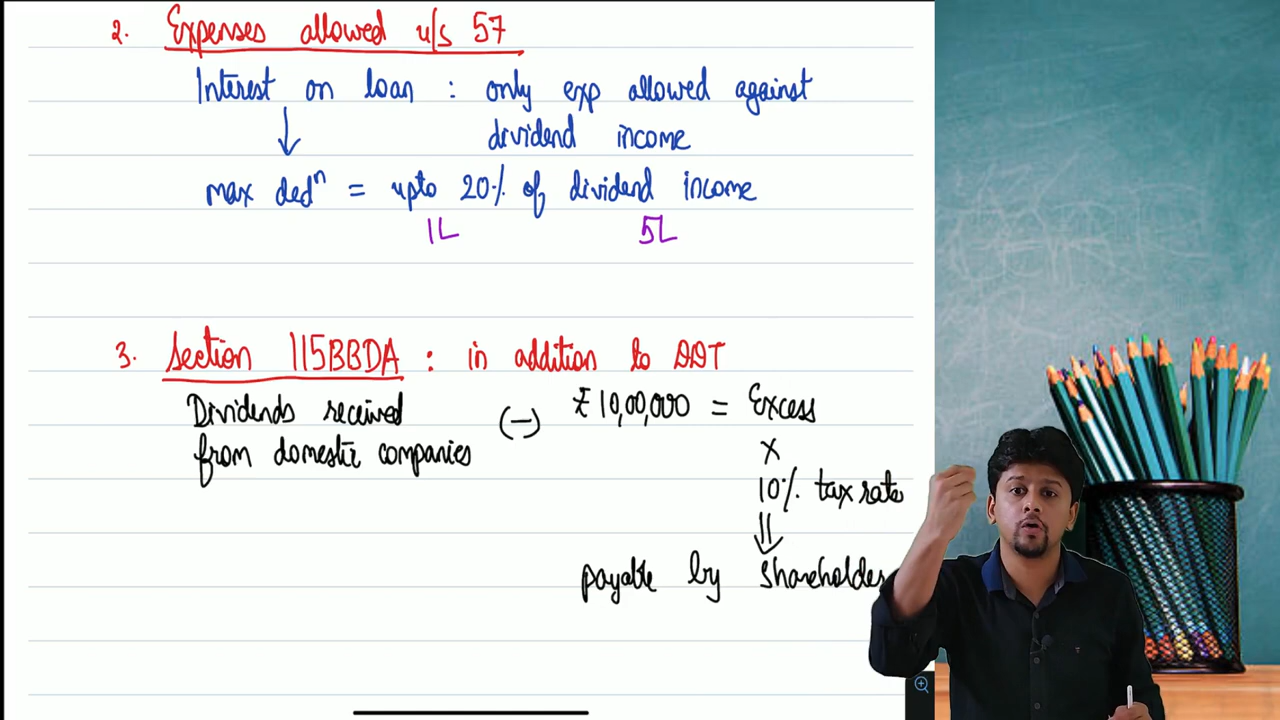 2. Expenses allowed u/s 57
Interest on loan : only exp allowed against
dividend income
max dedⁿ = upto 20% of dividend income
1L 5L
3. Section 115BBDA : in addition to DDT
Dividends received (-) ₹10,00,000 = Excess
from domestic companies
x
10% tax rate
payable by shareholder